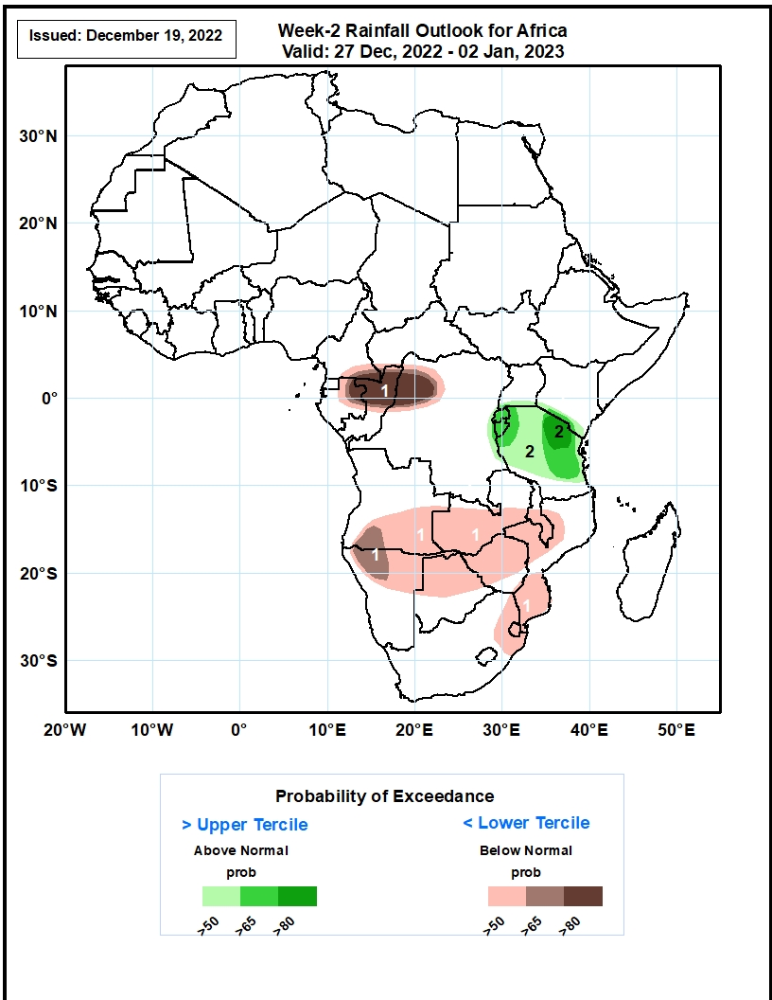 Issued: December 19, 2022
Week-2 Rainfall Outlook for Africa
Valid: 27 Dec, 2022 - 02 Jan, 2023
30°N
20°N
10°N
0°
10°S
20°S
30°S
1
2
2
1
1
1
1
20°W 10°W 0° 10°E 20°E 30°E 40°E 50°E
Probability of Exceedance
> Upper Tercile
< Lower Tercile
Above Normal
Below Normal
prob
prob
>50 >65 >80
>50 >65 >80